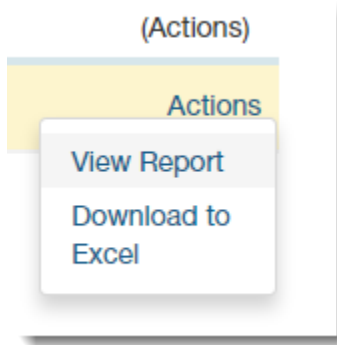 (Actions)
Actions
View Report
Download to
Excel